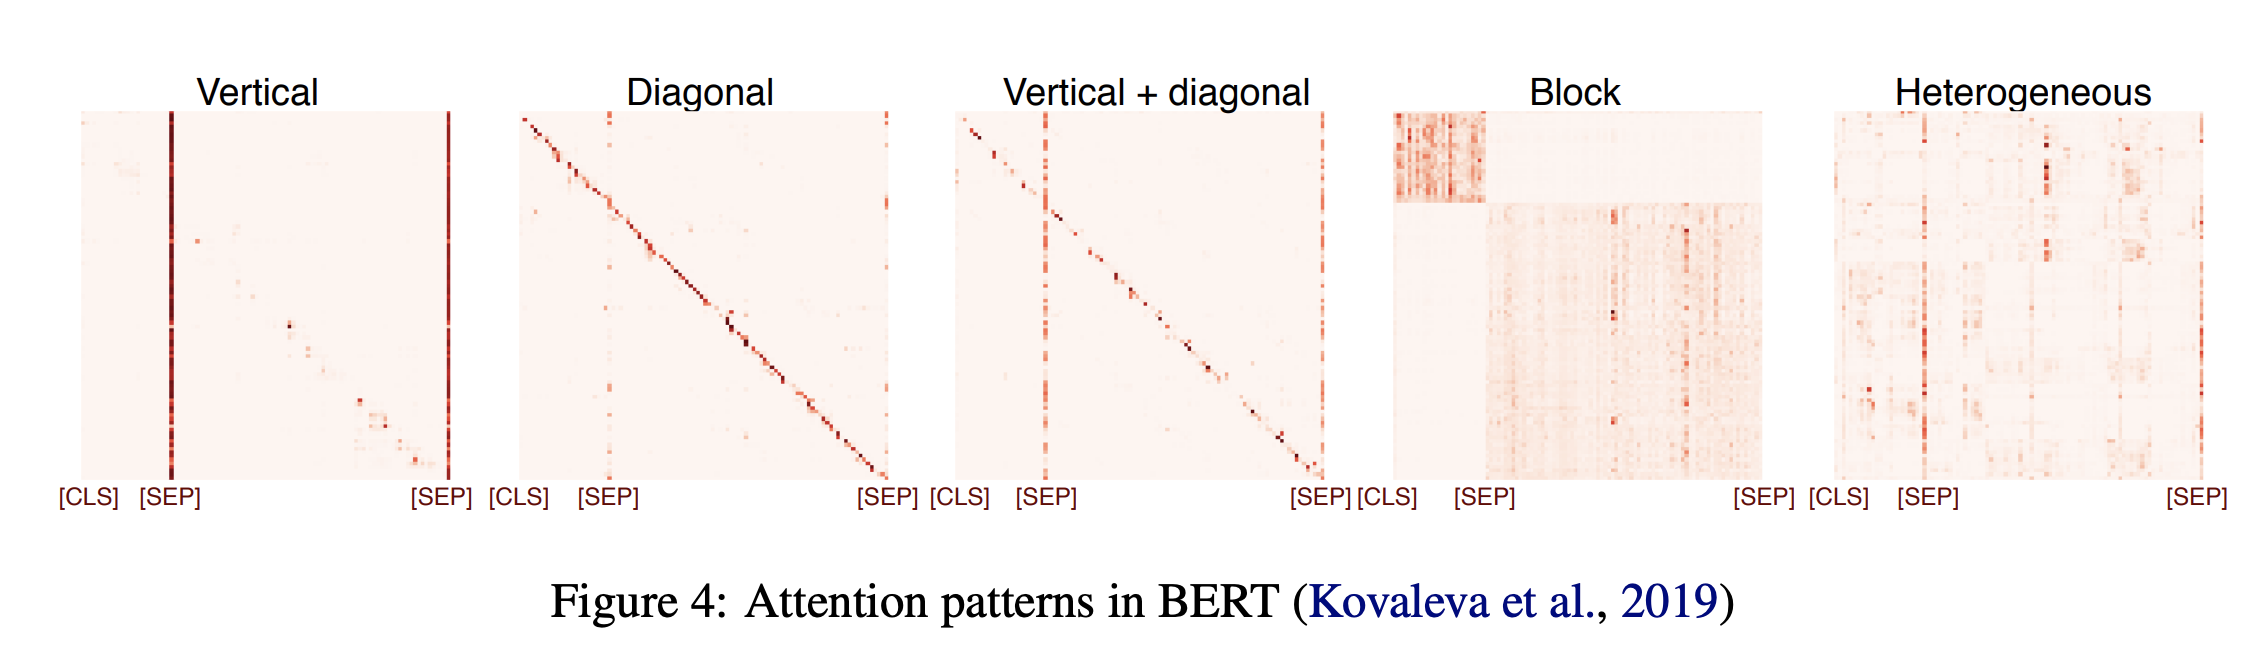 Vertical Diagonal Vertical + diagonal Block Heterogeneous
[CLS] [SEP] [SEP] [CLS] [SEP] [SEP] [CLS] [SEP] [SEP] [CLS] [SEP] [SEP] [CLS] [SEP] [SEP]
Figure 4: Attention patterns in BERT (Kovaleva et al., 2019)